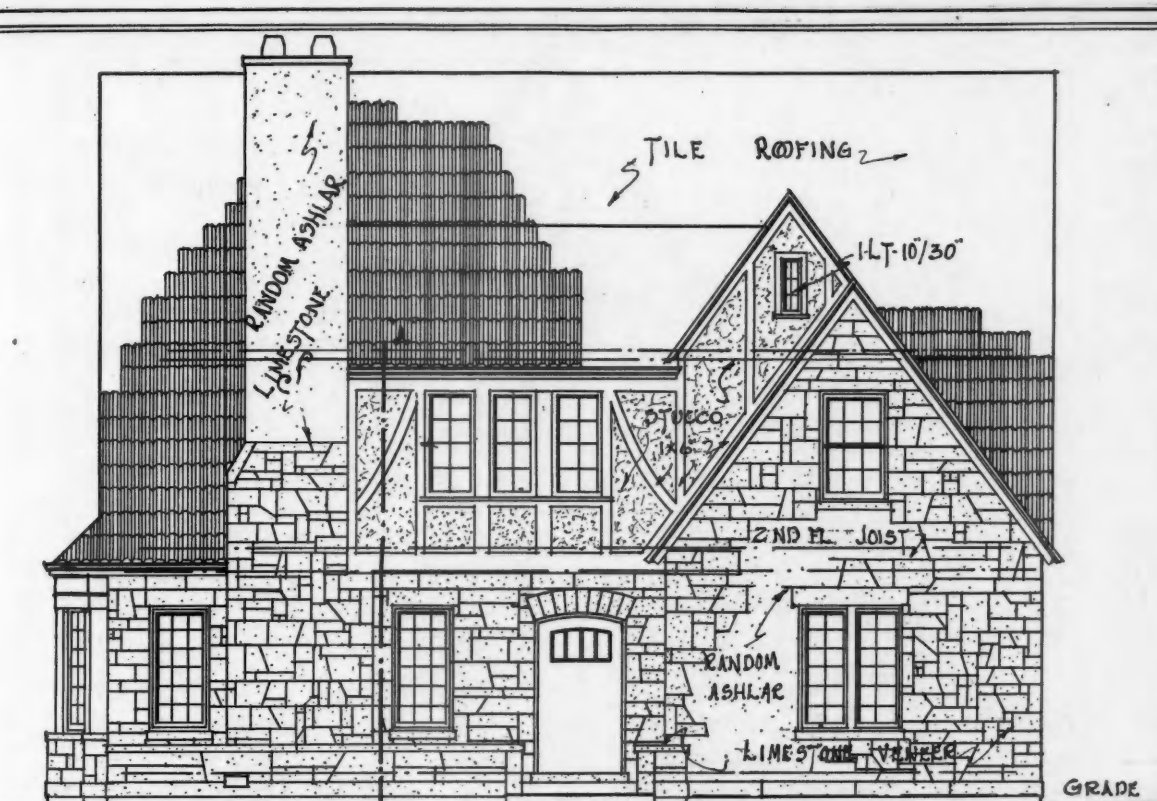 TILE ROOFING
RANDOM ASHLAR
LIMESTONE
1-LT-10"/30"
STUCCO
1X6
2ND FL. JOIST
RANDOM
ASHLAR
LIMESTONE VENEER
GRADE